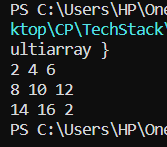 PS C:\Users\HP\One
ktop\CP\TechStack\
ultiarray }
2 4 6
8 10 12
14 16 2
PS C:\Users\HP\One